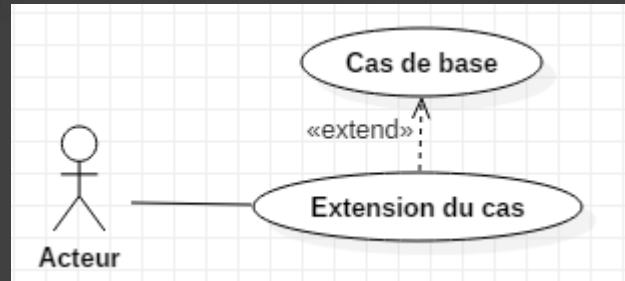 Cas de base
«extend»
Extension du cas
Acteur